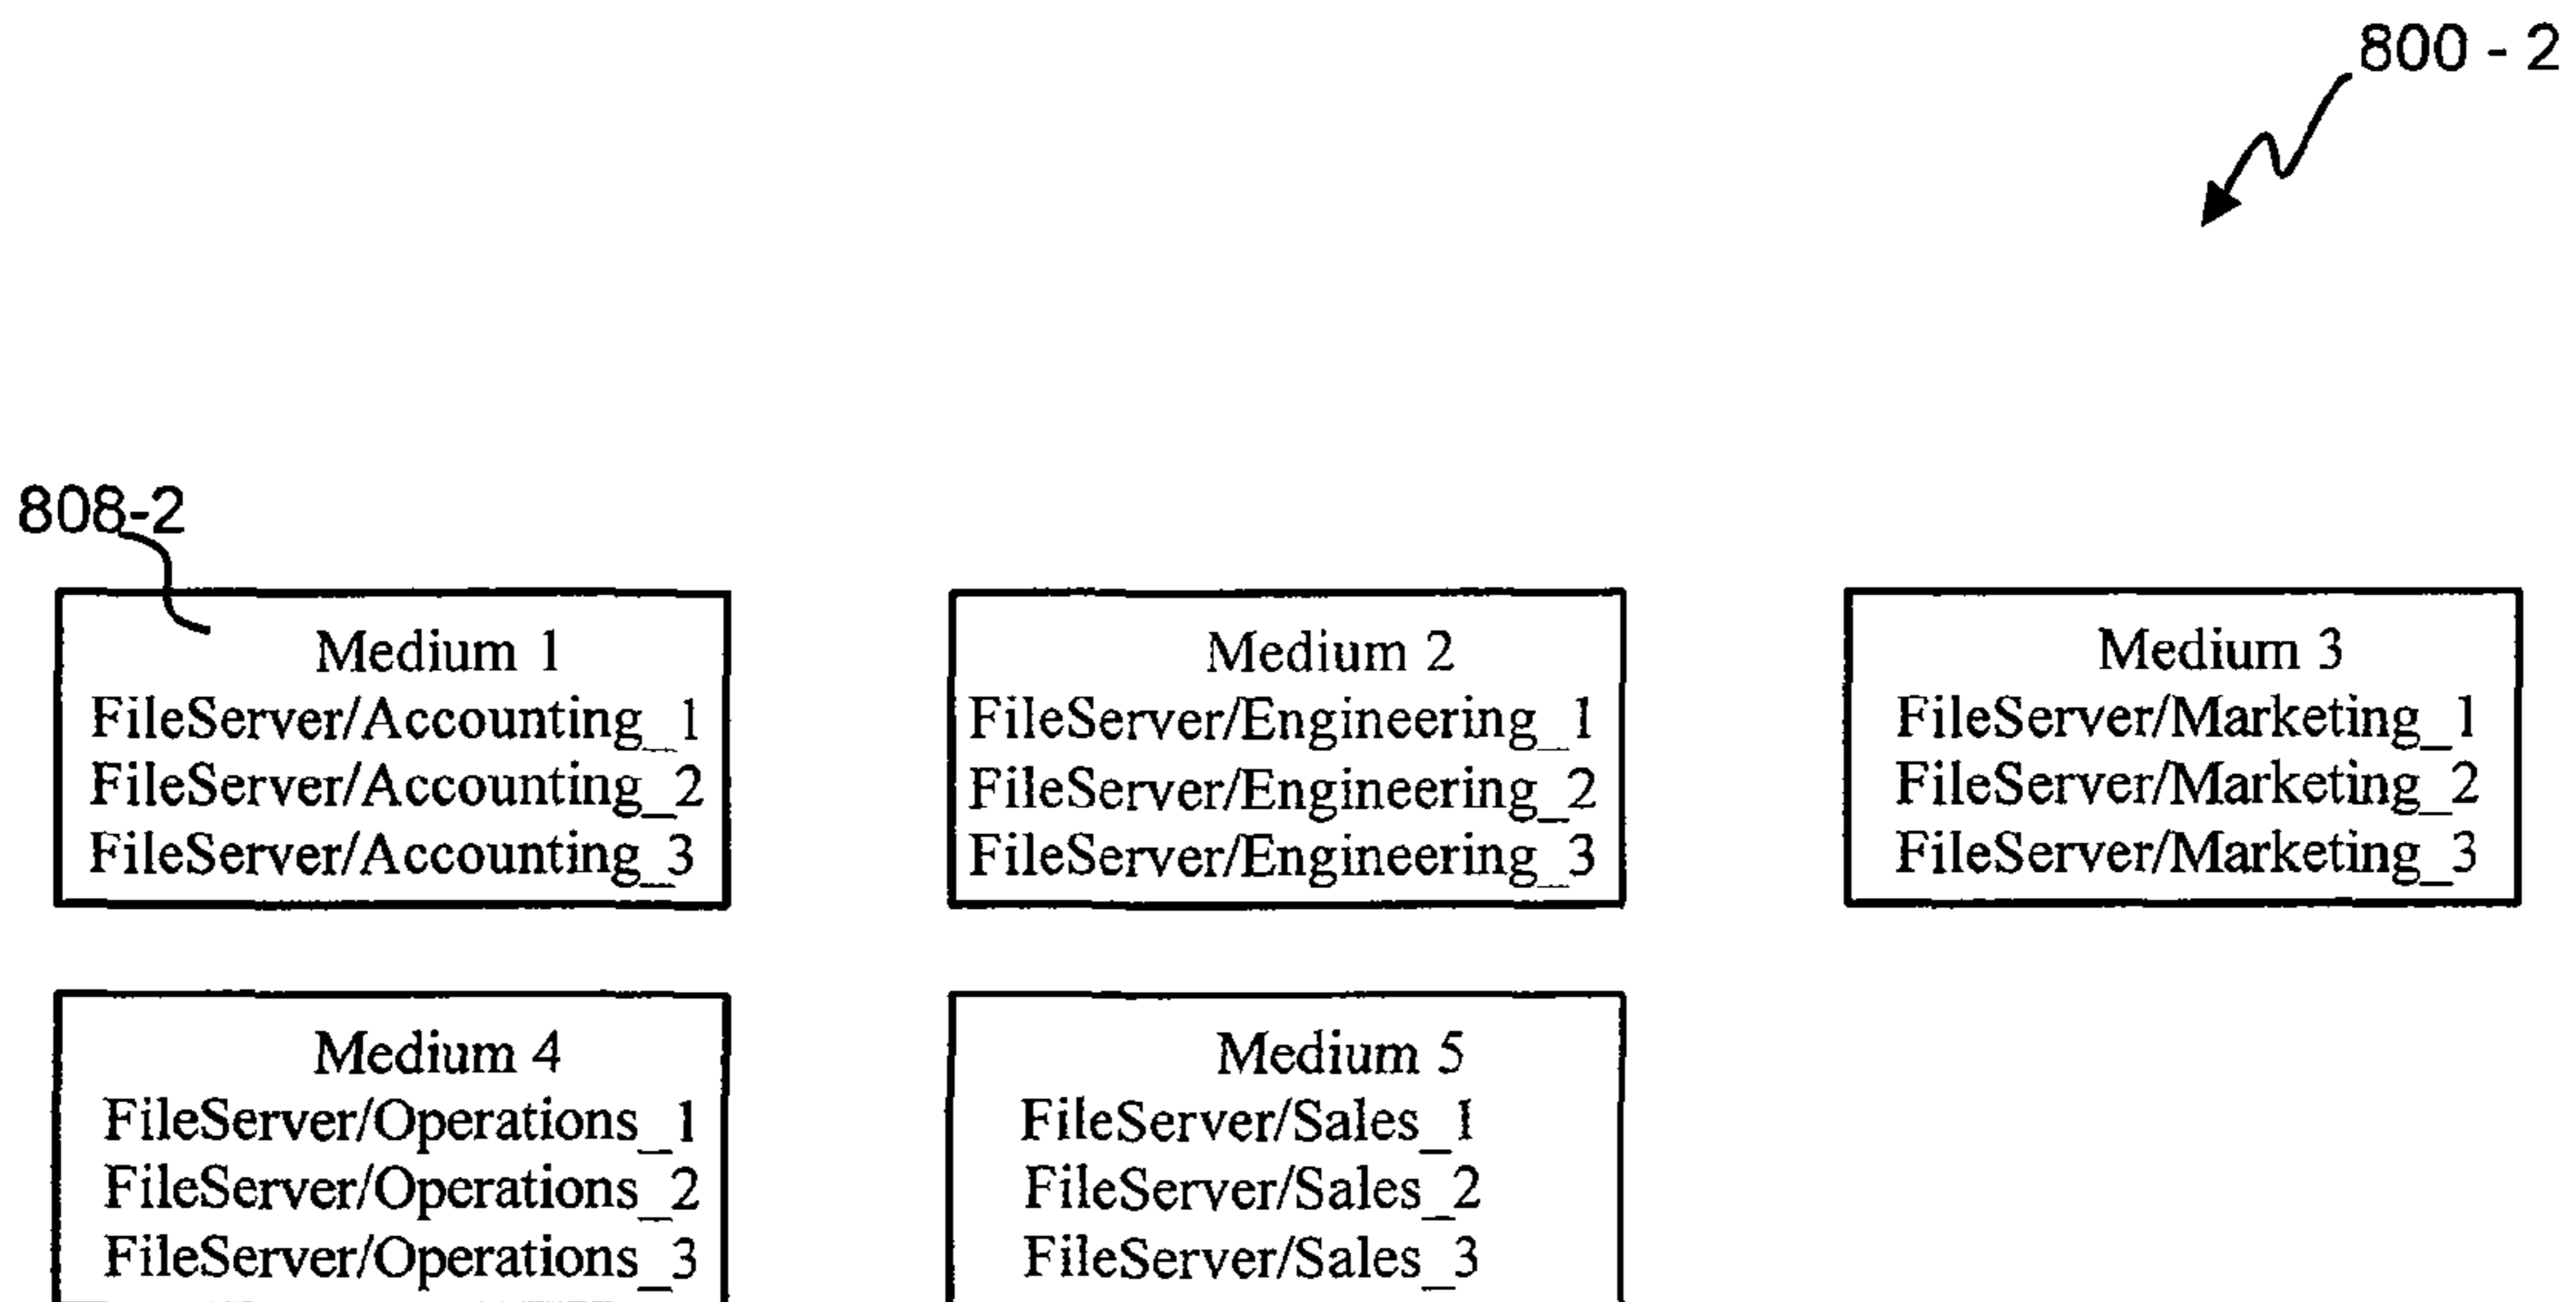 800 - 2
808-2
Medium 1
FileServer/Accounting_1
FileServer/Accounting_2
FileServer/Accounting_3
Medium 2
FileServer/Engineering_1
FileServer/Engineering_2
FileServer/Engineering_3
Medium 3
FileServer/Marketing_1
FileServer/Marketing_2
FileServer/Marketing_3
Medium 4
FileServer/Operations_1
FileServer/Operations_2
FileServer/Operations_3
Medium 5
FileServer/Sales_1
FileServer/Sales_2
FileServer/Sales_3